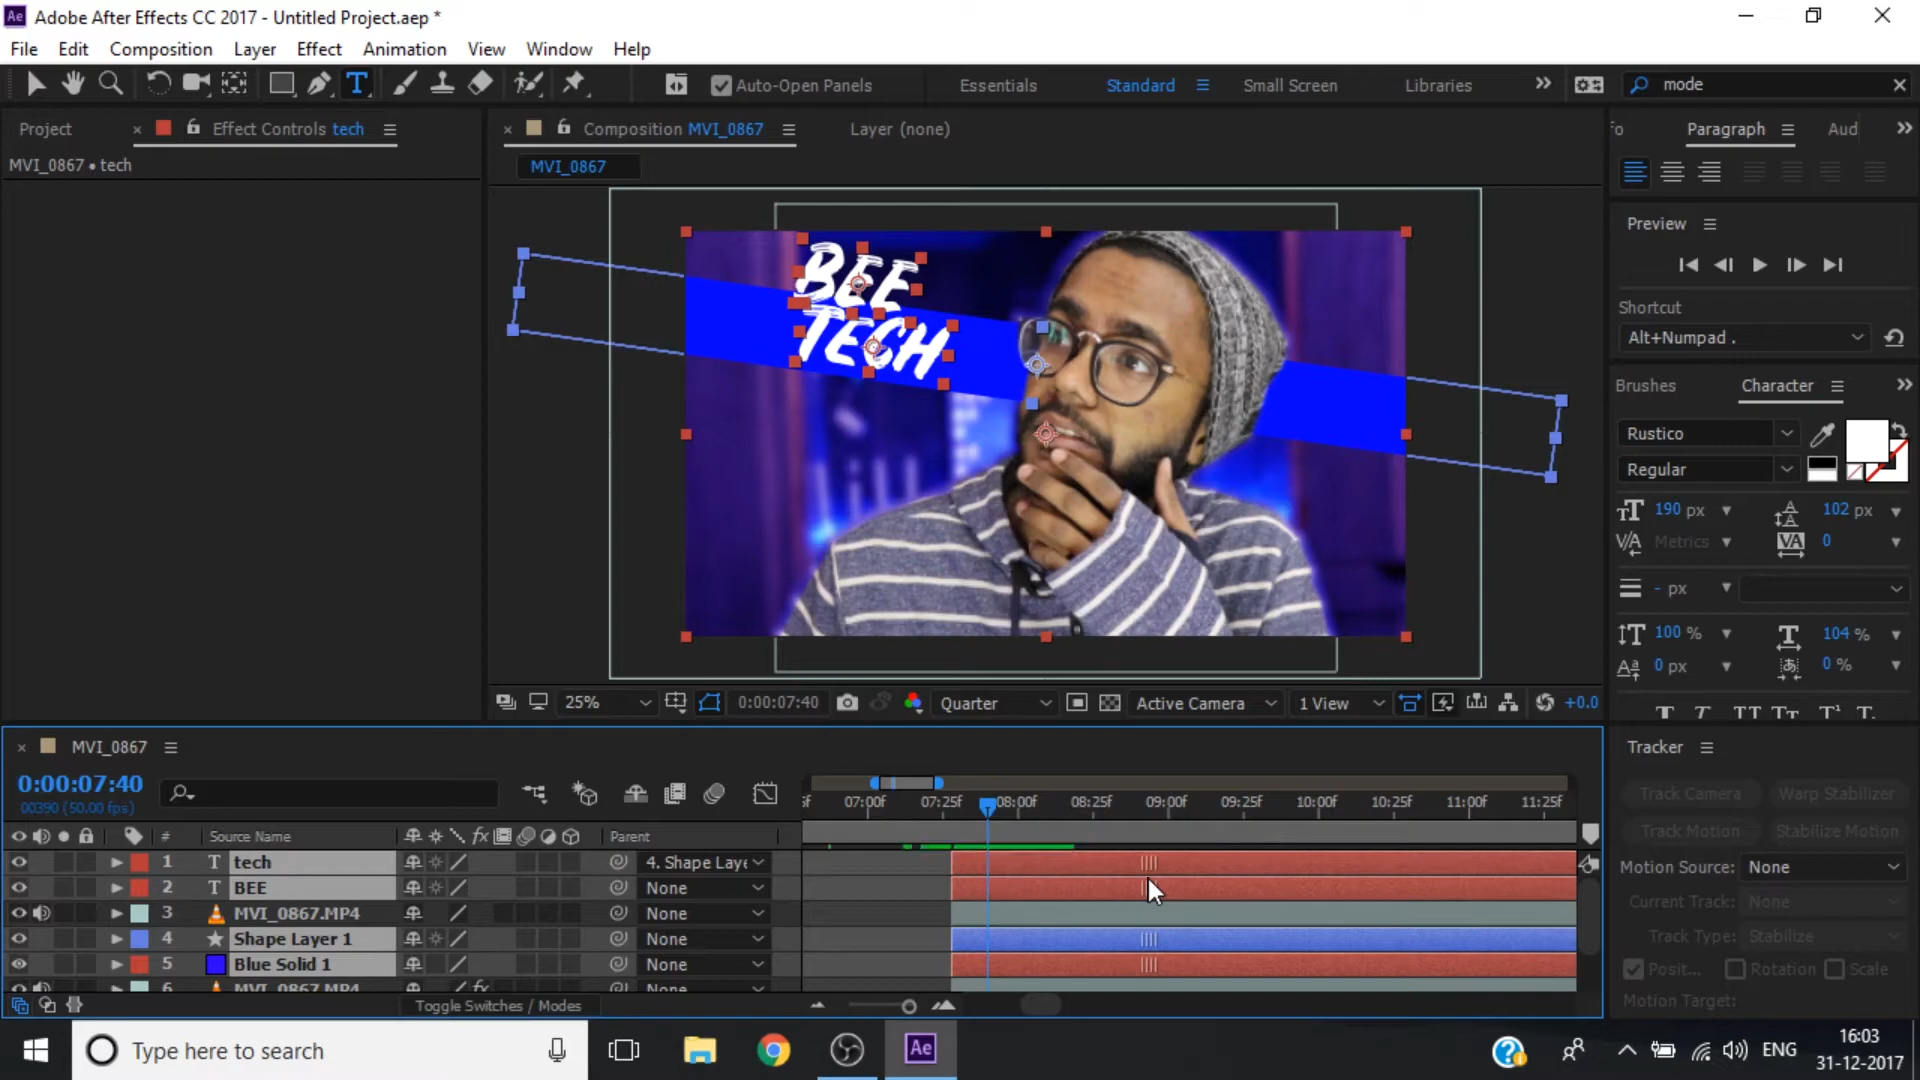 Ae Adobe After Effects CC 2017 - Untitled Project.aep *
File Edit Composition Layer Effect Animation View Window Help
T Auto-Open Panels Essentials Standard Small Screen Libraries mode
Project Effect Controls tech Composition MVI_0867 Layer (none) Paragraph Aud
MVI_0867 • tech MVI_0867
Preview
Shortcut
Alt+Numpad .
Brushes Character
Rustico
Regular
190 px 102 px
Metrics 0
- px
100 % 104 %
0 px 0 %
BEE
TECH
25% 0:00:07:40 Quarter Active Camera 1 View +0.0
MVI_0867
0:00:07:40
00390 (50.00 fps)
07:00f 07:25f 08:00f 08:25f 09:00f 09:25f 10:00f 10:25f 11:00f 11:25f
# Source Name fx Parent
1 T tech 4. Shape Laye
2 T BEE None
3 MVI_0867.MP4 None
4 Shape Layer 1 None
5 Blue Solid 1 None
6 MVI_0867.MP4 None
Toggle Switches / Modes
Tracker
Track Camera Warp Stabilizer
Track Motion Stabilize Motion
Motion Source: None
Current Track: None
Track Type: Stabilize
Posit... Rotation Scale
Motion Target:
Type here to search Ae ENG 16:03
31-12-2017